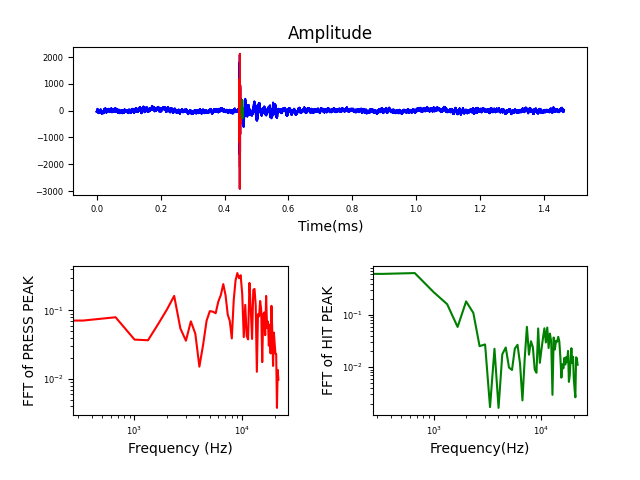 Amplitude
2000
1000
0
−1000
−2000
−3000
0.0 0.2 0.4 0.6 0.8 1.0 1.2 1.4
Time(ms)
FFT of PRESS PEAK
10⁻¹
10⁻²
10³ 10⁴
Frequency (Hz)
FFT of HIT PEAK
10⁻¹
10⁻²
10³ 10⁴
Frequency(Hz)